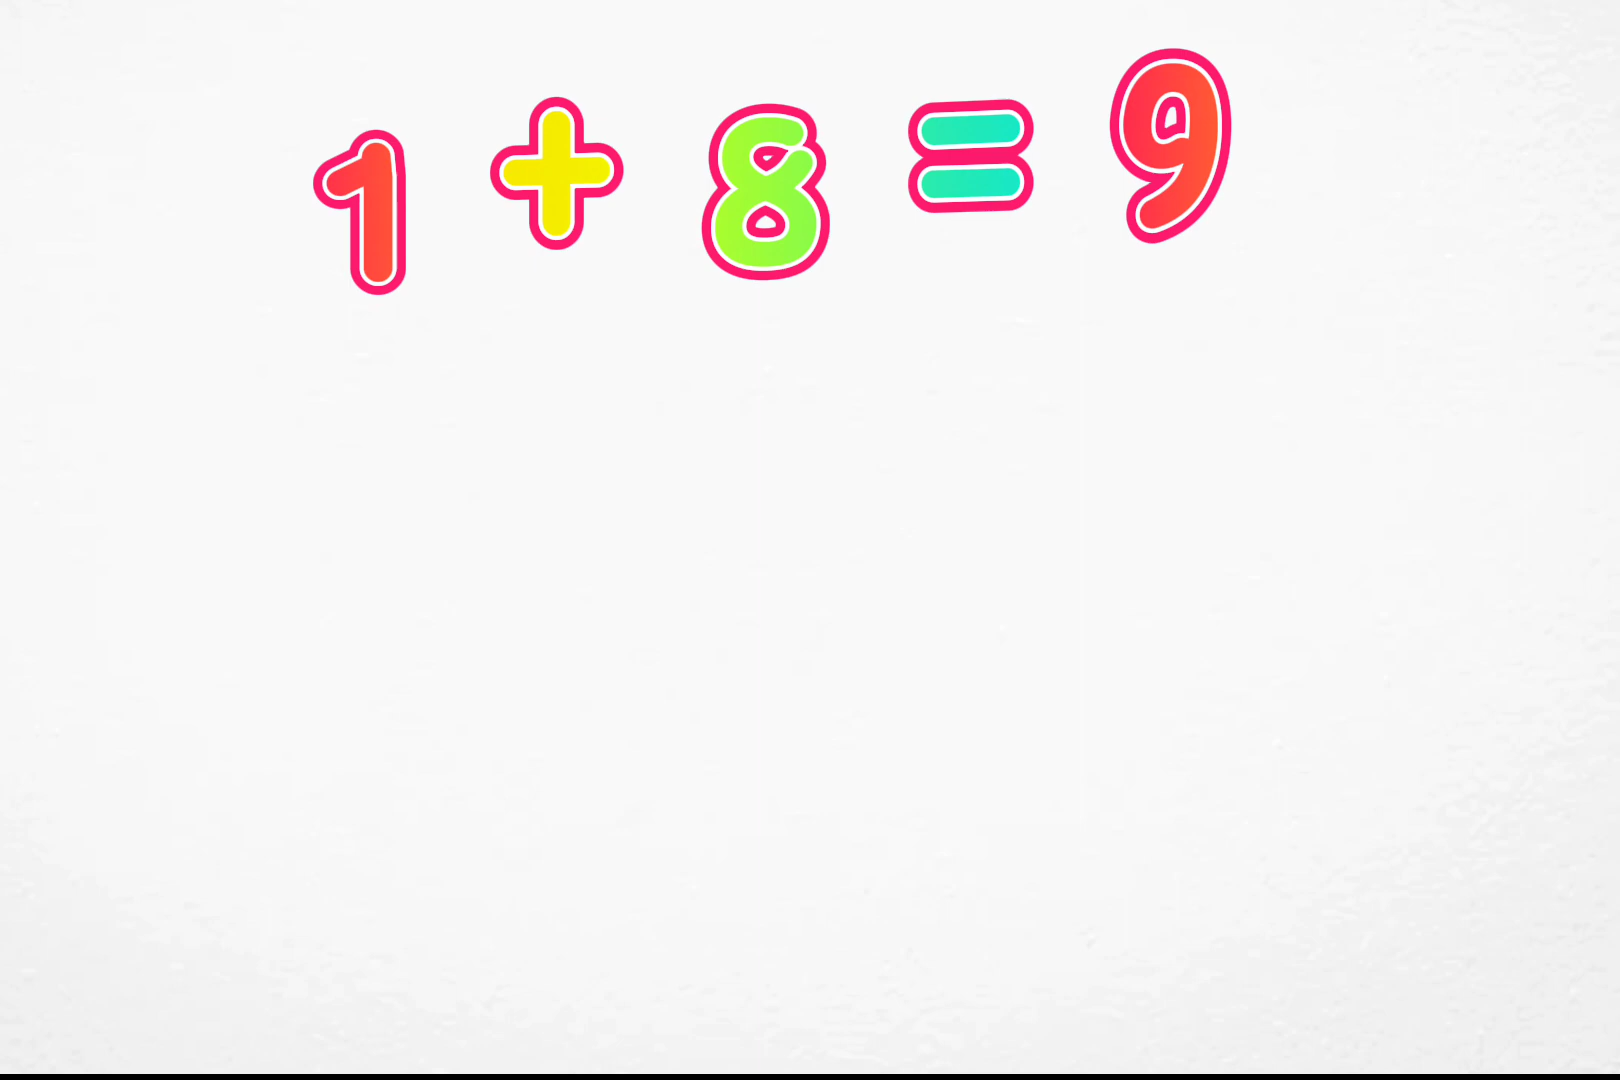 1 + 8 = 9